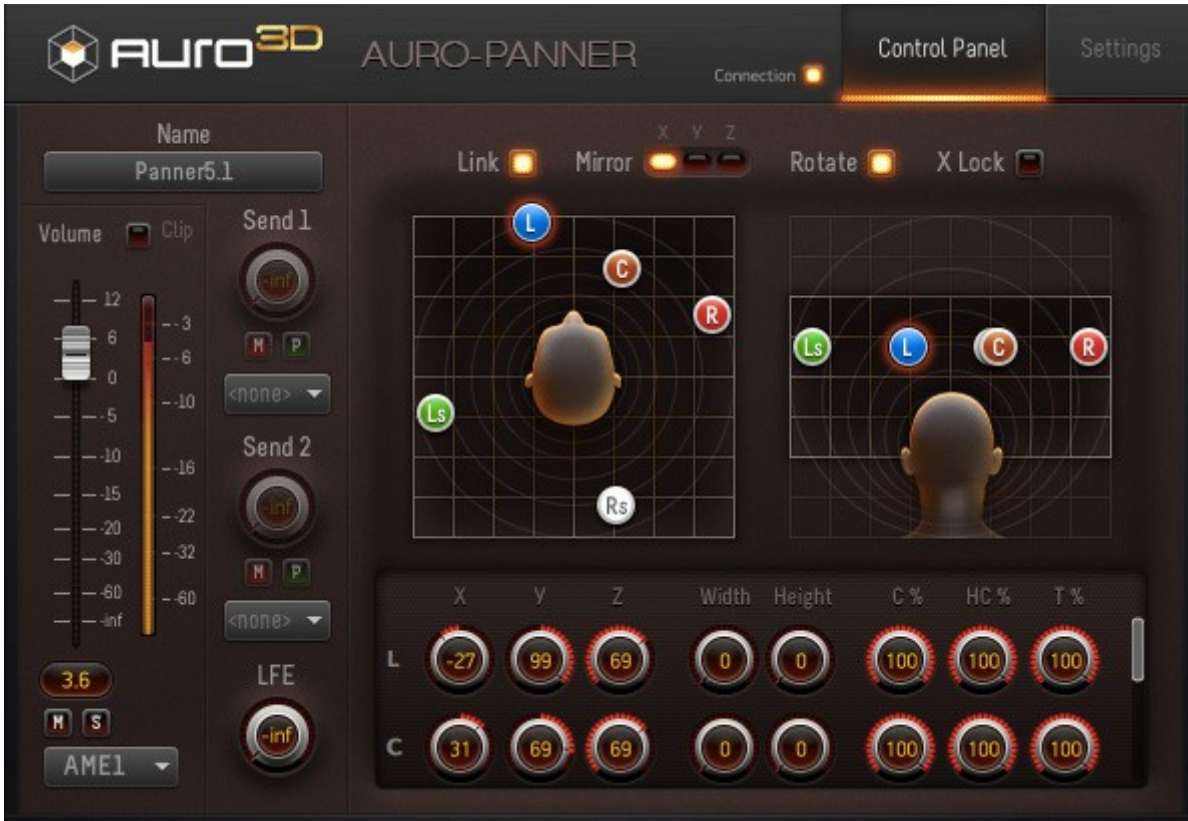 AURO 3D
AURO-PANNER
Connection
Control Panel
Settings
Name
Panner5.1
Link
Mirror
X Y Z
Rotate
X Lock
Volume
Clip
Send 1
-inf
M P
<none>
Send 2
-inf
M P
<none>
LFE
-inf
12
6
0
-5
-10
-15
-20
-30
-60
-inf
-3
-6
-10
-16
-22
-32
-60
3.6
M S
AME1
L
C
R
Ls
Rs
Ls
L
C
R
X Y Z Width Height C % HC % T %
L -27 99 69 0 0 100 100 100
C 31 69 69 0 0 100 100 100